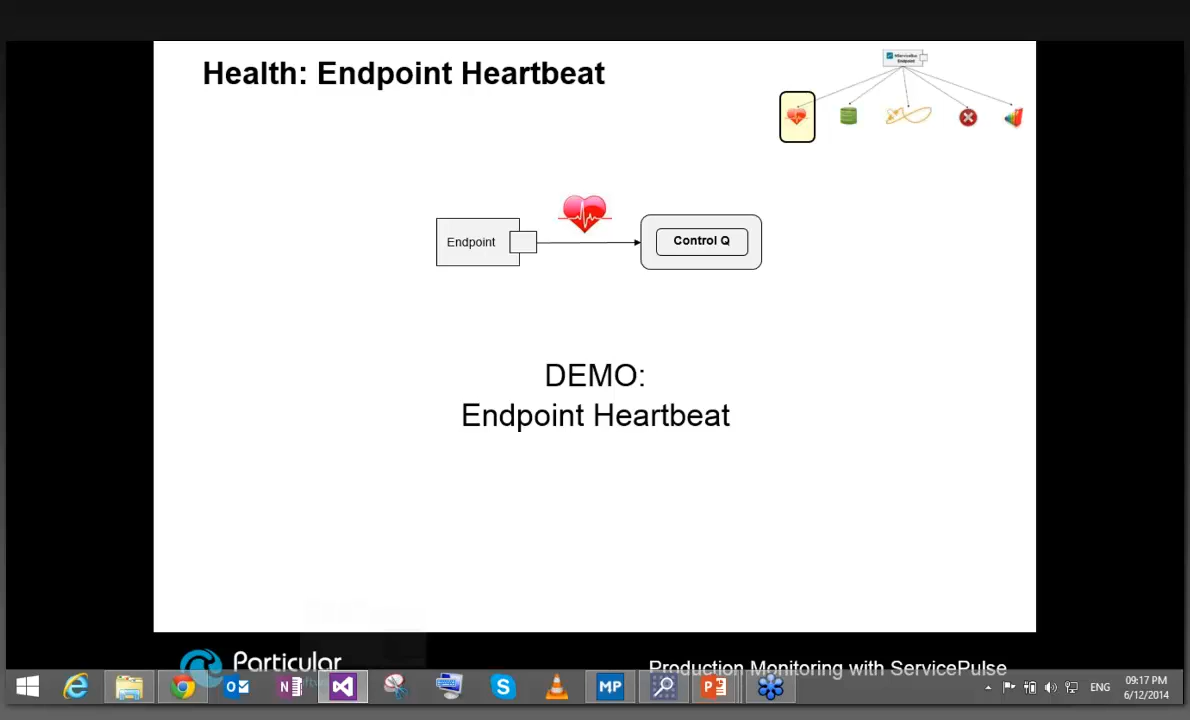 Health: Endpoint Heartbeat
Endpoint
Control Q
DEMO:
Endpoint Heartbeat
Particular
Production Monitoring with ServicePulse
MP
ENG
09:17 PM
6/12/2014